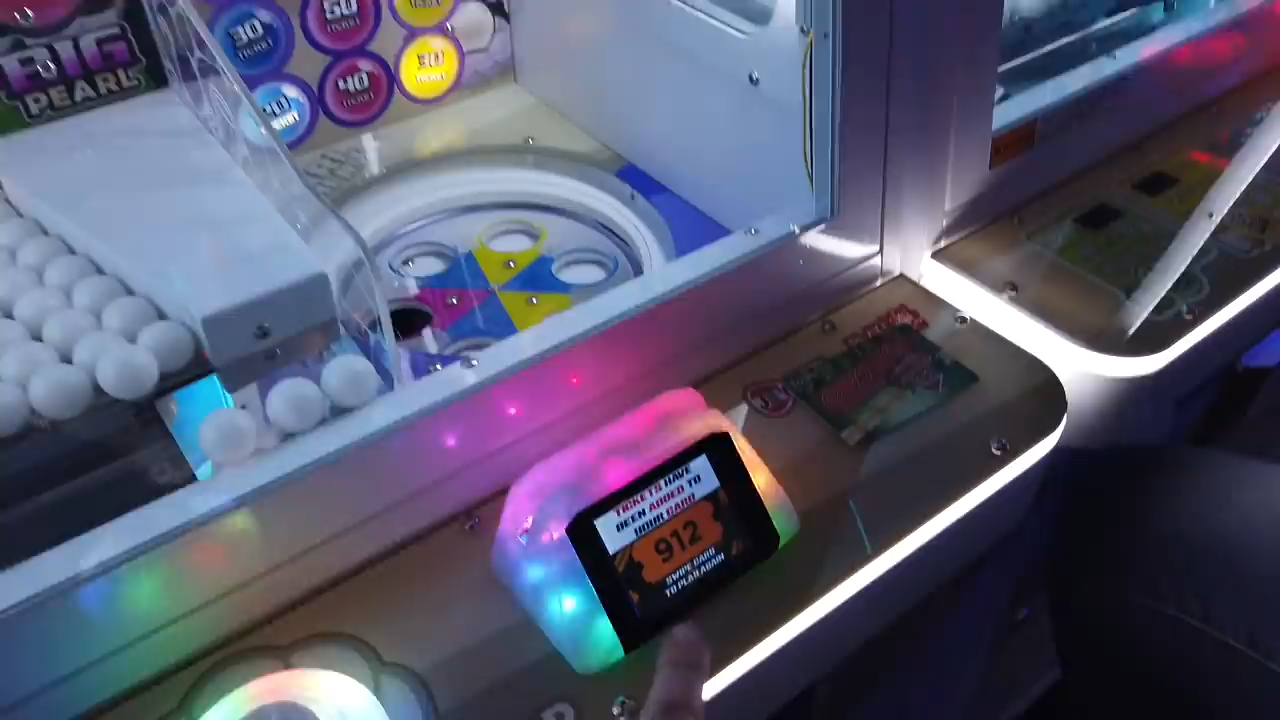 50
TICKET
30
TICKET
40
TICKET
30
TICKET
BIG
PEARL
TICKETS HAVE
BEEN ADDED TO
YOUR CARD
912
SWIPE CARD
TO PLAY AGAIN